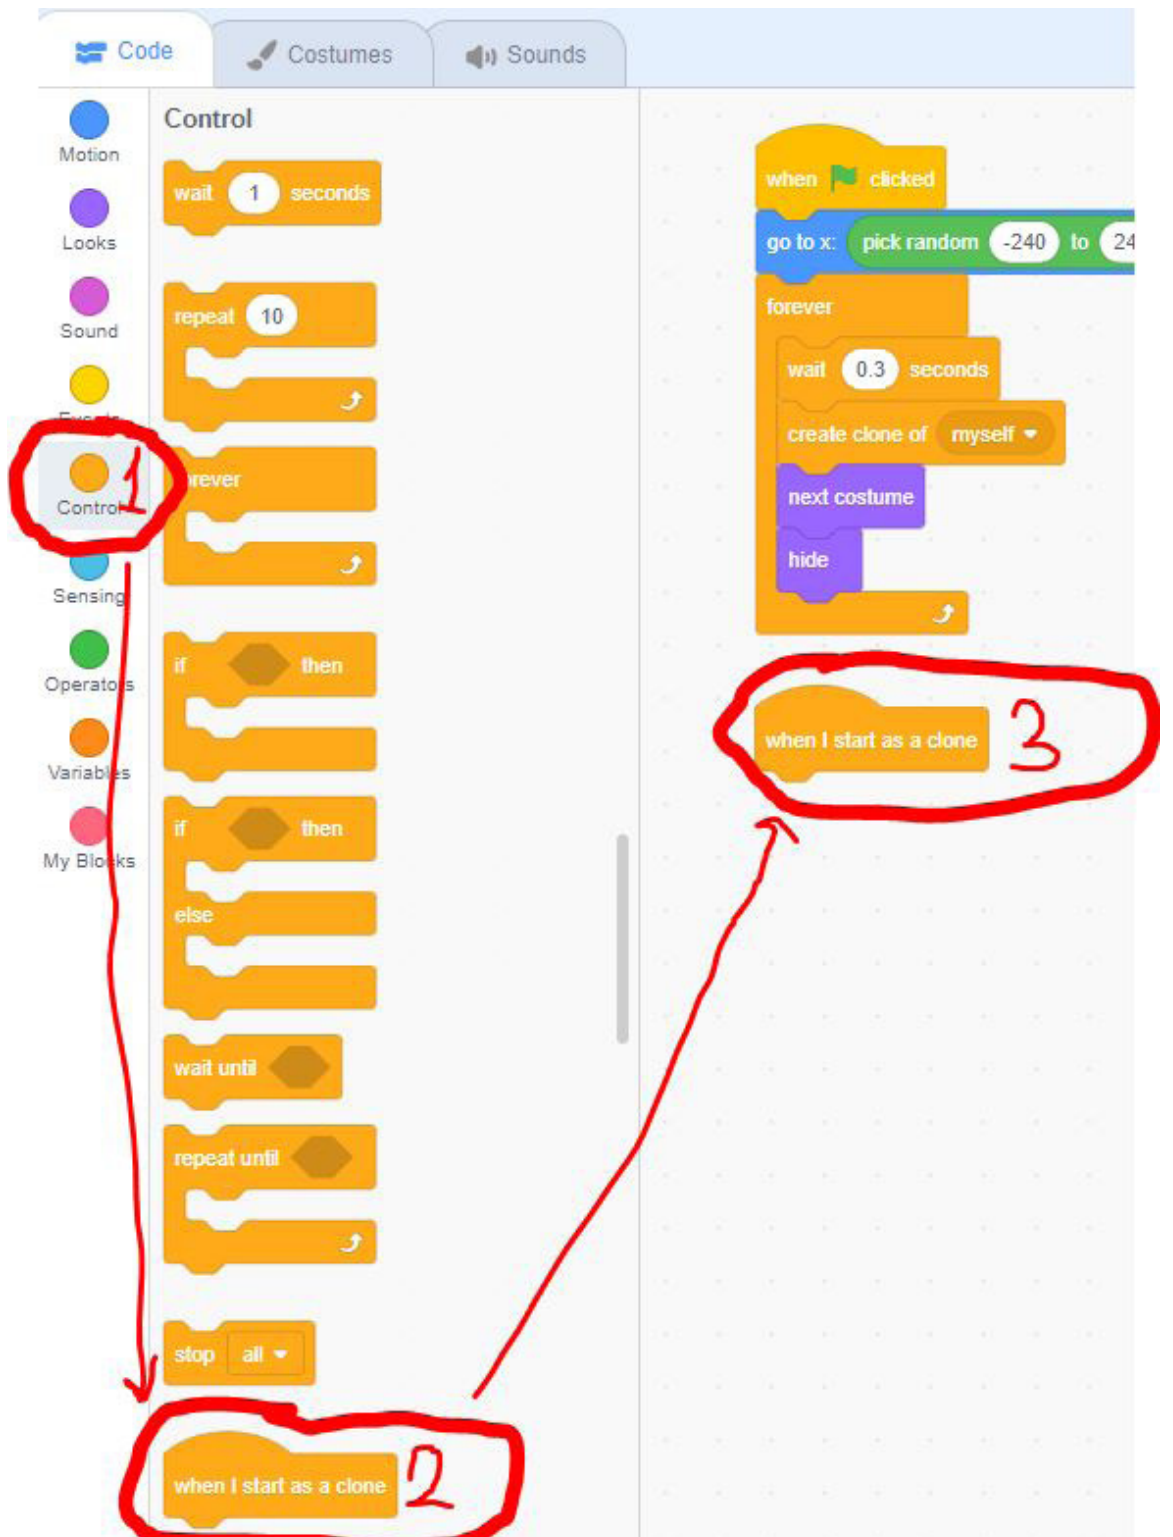 Code Costumes Sounds
Motion
Looks
Sound
Control
Sensing
Operators
Variables
My Blocks
Control
wait 1 seconds
repeat 10
forever
if then
if then
else
wait until
repeat until
stop all
when I start as a clone
when clicked
go to x: pick random -240 to 24
forever
wait 0.3 seconds
create clone of myself
next costume
hide
when I start as a clone
1
2
3